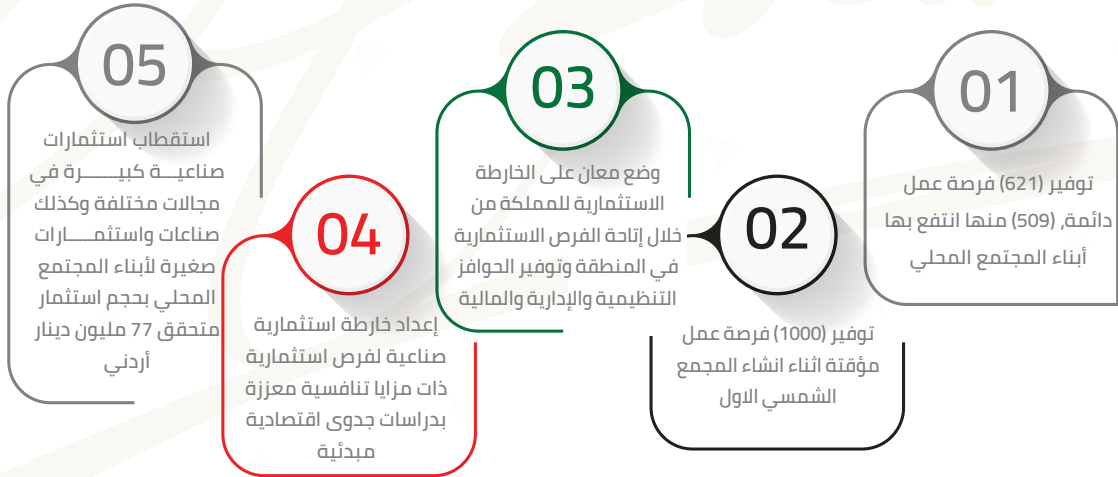 01
توفير (621) فرصة عمل
دائمة, (509) منها انتفع بها
أبناء المجتمع المحلي
02
توفير (1000) فرصة عمل
مؤقتة اثناء انشاء المجمع
الشمسي الاول
03
وضع معان على الخارطة
الاستثمارية للمملكة من
خلال إتاحة الفرص الاستثمارية
في المنطقة وتوفير الحوافز
التنظيمية والإدارية والمالية
04
إعداد خارطة استثمارية
صناعية لفرص استثمارية
ذات مزايا تنافسية معززة
بدراسات جدوى اقتصادية
مبدئية
05
استقطاب استثمارات
صناعيـة كبيـــرة في
مجالات مختلفة وكذلك
صناعات واستثمـــارات
صغيرة لأبناء المجتمع
المحلي بحجم استثمار
متحقق 77 مليون دينار
أردني